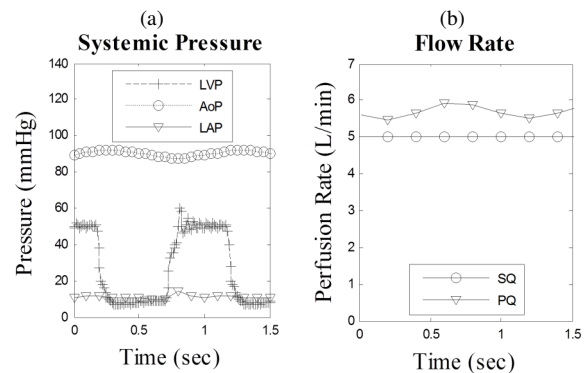 (a)
Systemic Pressure
140
120
100
80
60
40
20
0
0
0.5
1
1.5
Pressure (mmHg)
Time (sec)
LVP
AoP
LAP
(b)
Flow Rate
7
6
5
4
3
2
1
0
0
0.5
1
1.5
Perfusion Rate (L/min)
Time (sec)
SQ
PQ